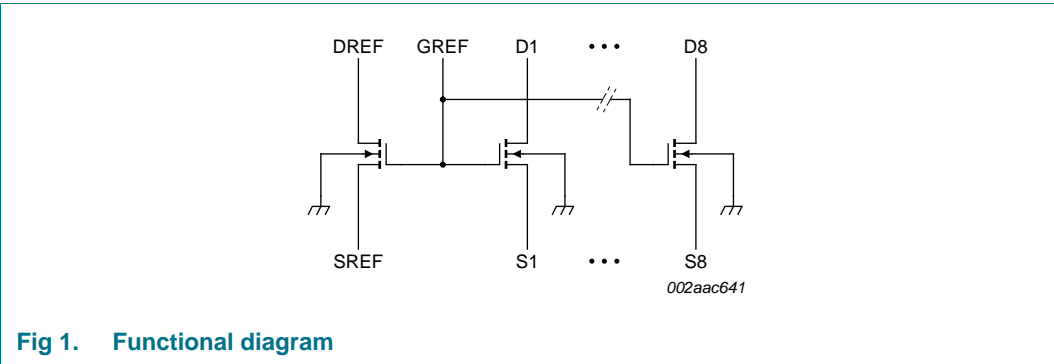 DREF GREF D1 ••• D8
SREF S1 ••• S8
002aac641
Fig 1. Functional diagram